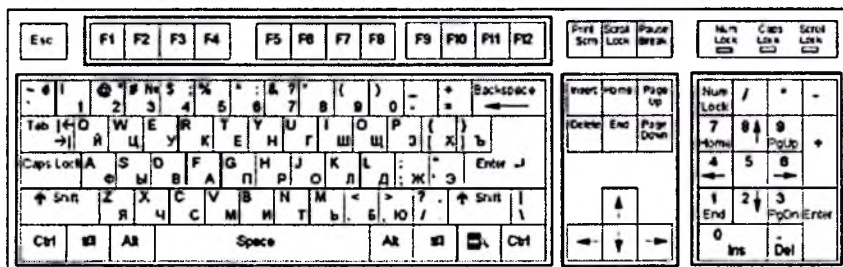 Esc F1 F2 F3 F4 F5 F6 F7 F8 F9 F10 F11 F12 Print Scrn Scroll Lock Pause Break Num Lock Caps Lock Scroll Lock
~ ` ! 1 @ " 2 # № 3 $ ; 4 % : 5 6 & ? 7 * 8 ( 9 ) 0 _ - + = Backspace Insert Home Page Up Num Lock / * -
Tab Q Й W Ц E У R К T Е Y Н U Г I Ш O Щ P { [ Х } ] Ъ Delete End Page Down 7 Home 8 9 PgUp +
Caps Lock A Ф S Ы D В F А G П H Р J О K Л L Д : ; Ж " ' Э Enter 4 5 6
Shift Z Я X Ч C С V М B И N Т M Ь < , Б > . Ю ? / Shift | \ 1 End 2 3 PgDn Enter
Ctrl Alt Space Alt Ctrl 0 Ins . Del